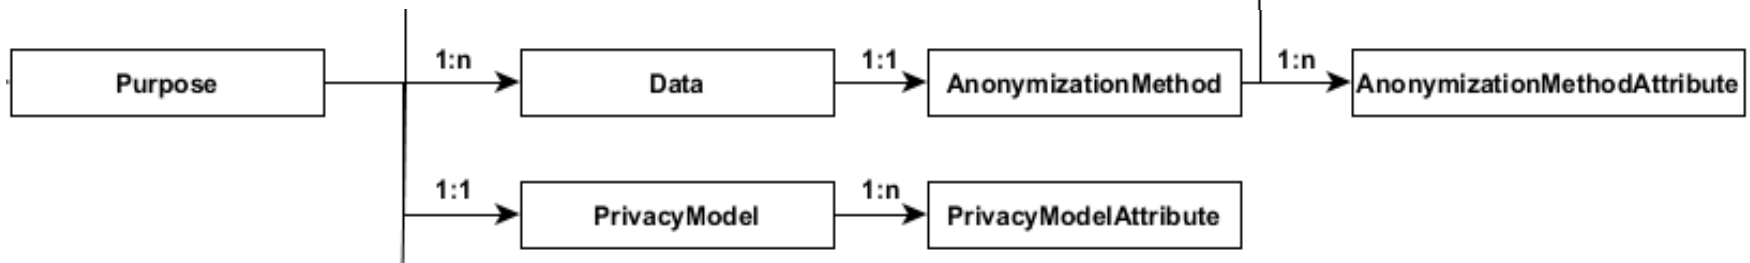 1:n
1:1
1:n
Purpose
Data
AnonymizationMethod
AnonymizationMethodAttribute
1:1
1:n
PrivacyModel
PrivacyModelAttribute